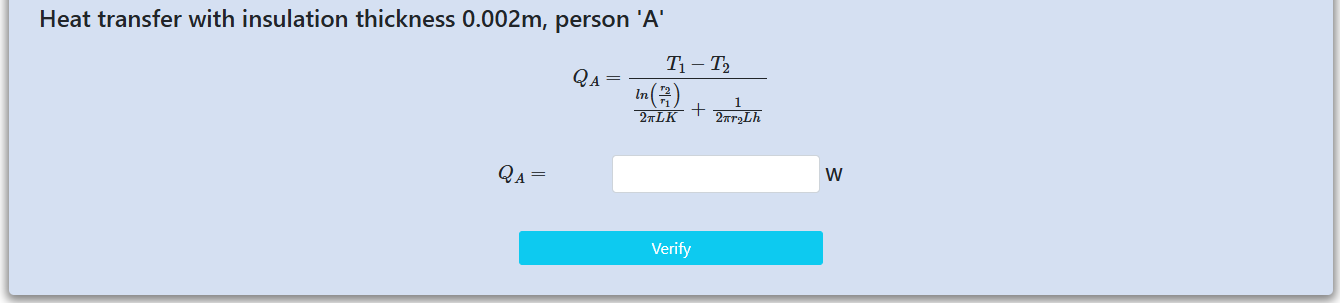 Heat transfer with insulation thickness 0.002m, person 'A'
Q_A = \frac{T_1 - T_2}{\frac{ln\left(\frac{r_2}{r_1}\right)}{2\pi LK} + \frac{1}{2\pi r_2 Lh}}
Q_A = W
Verify